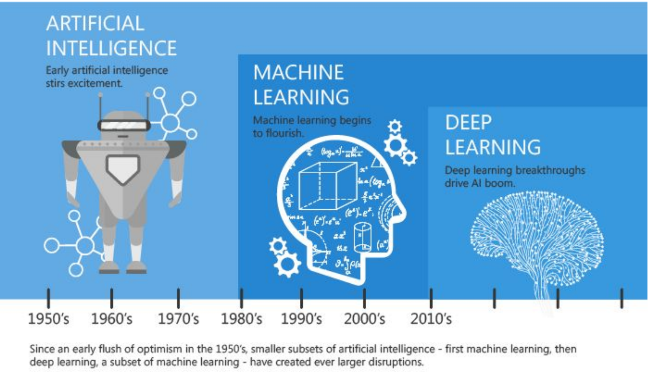 ARTIFICIAL
INTELLIGENCE
Early artificial intelligence
stirs excitement.
MACHINE
LEARNING
Machine learning begins
to flourish.
DEEP
LEARNING
Deep learning breakthroughs
drive AI boom.
1950's 1960's 1970's 1980's 1990's 2000's 2010's
Since an early flush of optimism in the 1950's, smaller subsets of artificial intelligence - first machine learning, then
deep learning, a subset of machine learning - have created ever larger disruptions.